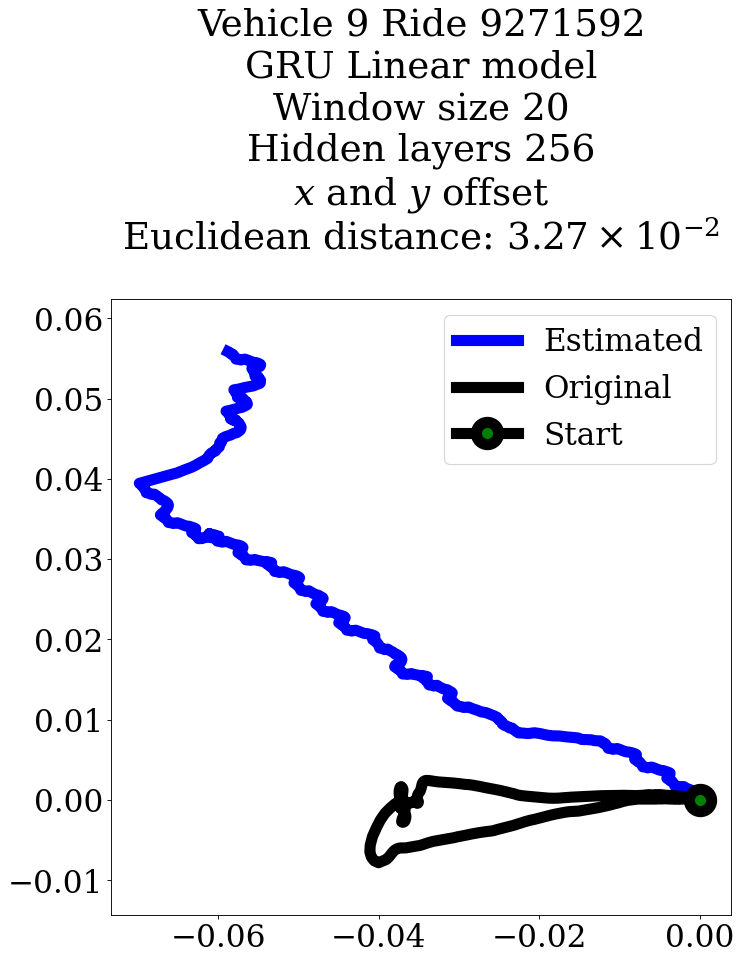 Vehicle 9 Ride 9271592
GRU Linear model
Window size 20
Hidden layers 256
x and y offset
Euclidean distance: 3.27 × 10⁻²
Estimated
Original
Start
0.06
0.05
0.04
0.03
0.02
0.01
0.00
−0.01
−0.06 −0.04 −0.02 0.00